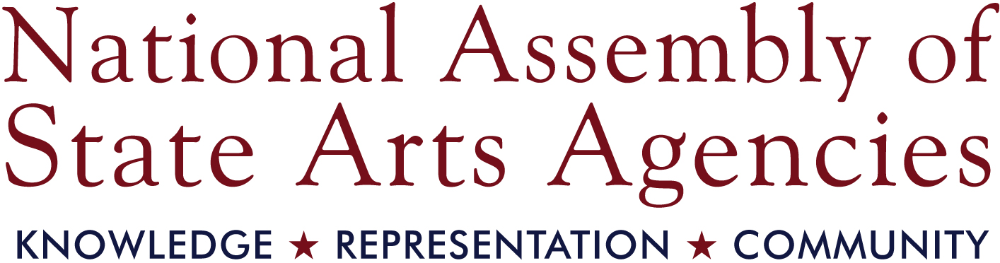 National Assembly of
State Arts Agencies
KNOWLEDGE ★ REPRESENTATION ★ COMMUNITY